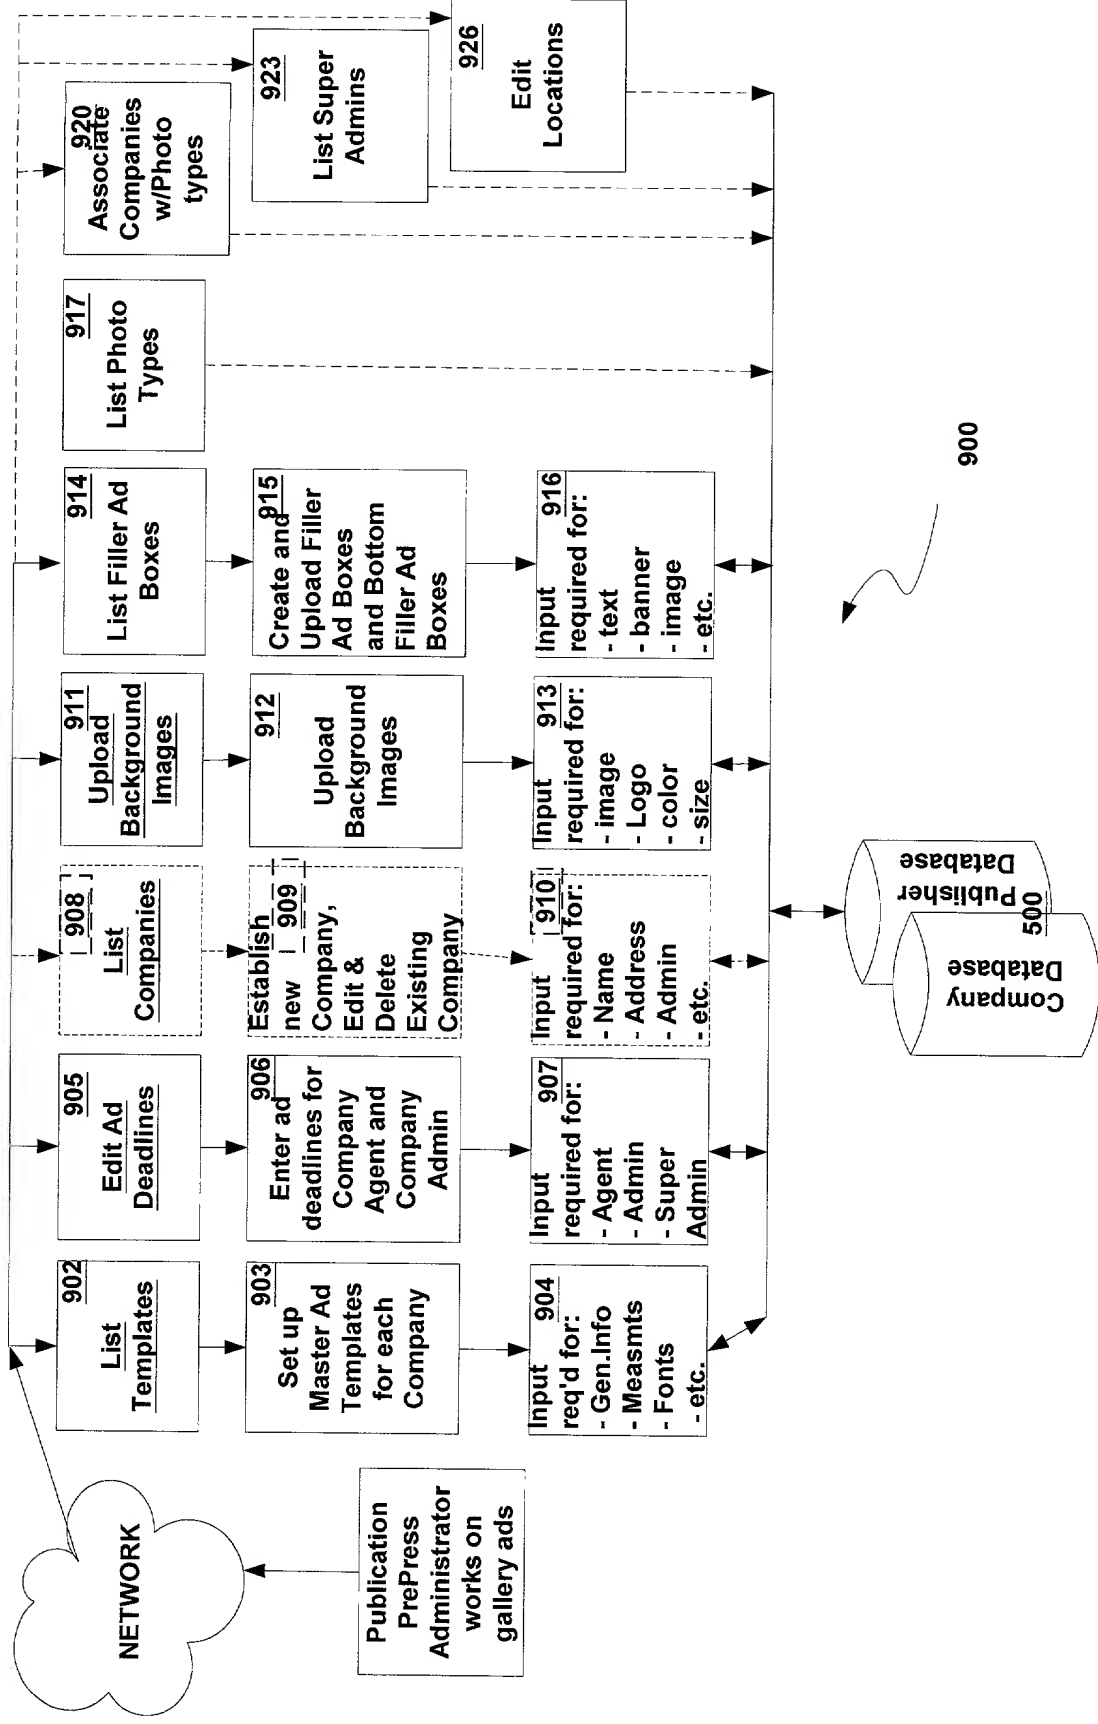 NETWORK
Publication
PrePress
Administrator
works on
gallery ads
902
List
Templates
903
Set up
Master Ad
Templates
for each
Company
904
Input
req'd for:
- Gen.Info
- Measmts
- Fonts
- etc.
905
Edit Ad
Deadlines
906
Enter ad
deadlines for
Company
Agent and
Company
Admin
907
Input
required for:
- Agent
- Admin
- Super
Admin
908
List
Companies
Establish
new 909
Company,
Edit &
Delete
Existing
Company
910
Input
required for:
- Name
- Address
- Admin
- etc.
911
Upload
Background
Images
912
Upload
Background
Images
913
Input
required for:
- image
- Logo
- color
- size
914
List Filler Ad
Boxes
915
Create and
Upload Filler
Ad Boxes
and Bottom
Filler Ad
Boxes
916
Input
required for:
- text
- banner
- image
- etc.
917
List Photo
Types
920
Associate
Companies
w/Photo
types
923
List Super
Admins
926
Edit
Locations
Company
Database
500
Publisher
Database
900